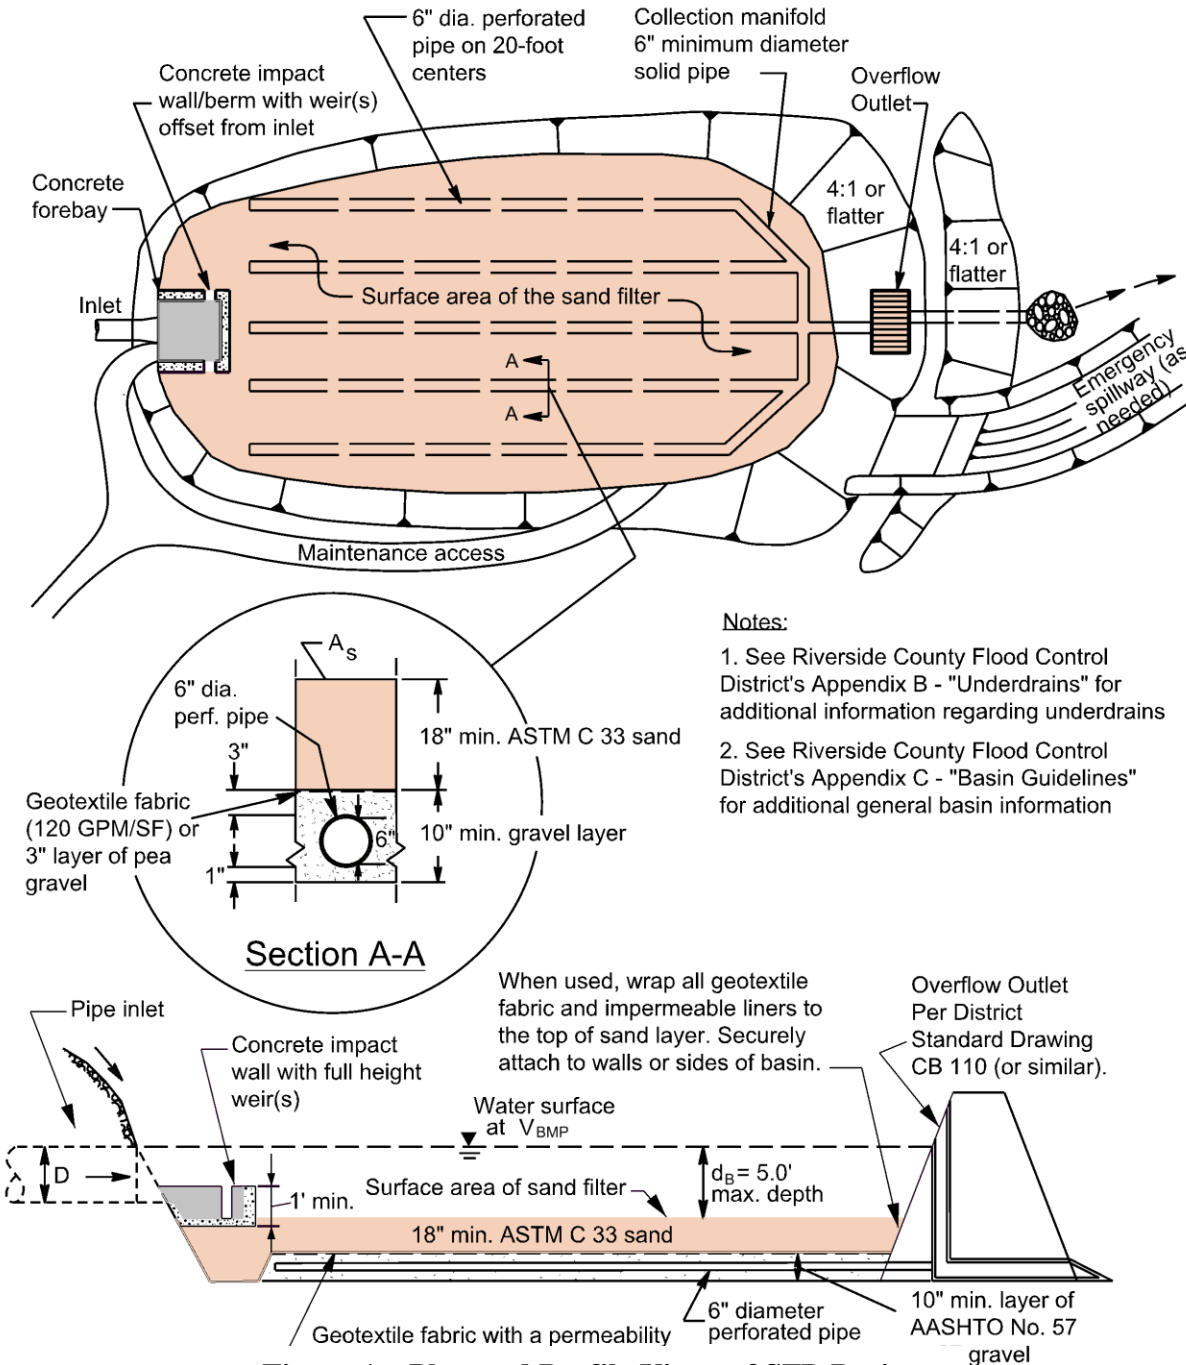 6" dia. perforated
pipe on 20-foot
centers
Collection manifold
6" minimum diameter
solid pipe
Concrete impact
wall/berm with weir(s)
offset from inlet
Overflow
Outlet
Concrete
forebay
4:1 or
flatter
4:1 or
flatter
Inlet
Surface area of the sand filter
A
A
Emergency
spillway (as
needed)
Maintenance access
Notes:
1. See Riverside County Flood Control
District's Appendix B - "Underdrains" for
additional information regarding underdrains
2. See Riverside County Flood Control
District's Appendix C - "Basin Guidelines"
for additional general basin information
As
6" dia.
perf. pipe
18" min. ASTM C 33 sand
3"
Geotextile fabric
(120 GPM/SF) or
3" layer of pea
gravel
6"
10" min. gravel layer
1"
Section A-A
When used, wrap all geotextile
fabric and impermeable liners to
the top of sand layer. Securely
attach to walls or sides of basin.
Overflow Outlet
Per District
Standard Drawing
CB 110 (or similar).
Pipe inlet
Concrete impact
wall with full height
weir(s)
Water surface
at VBMP
D
dB = 5.0'
max. depth
1' min.
Surface area of sand filter
18" min. ASTM C 33 sand
6" diameter
perforated pipe
10" min. layer of
AASHTO No. 57
gravel
Geotextile fabric with a permeability